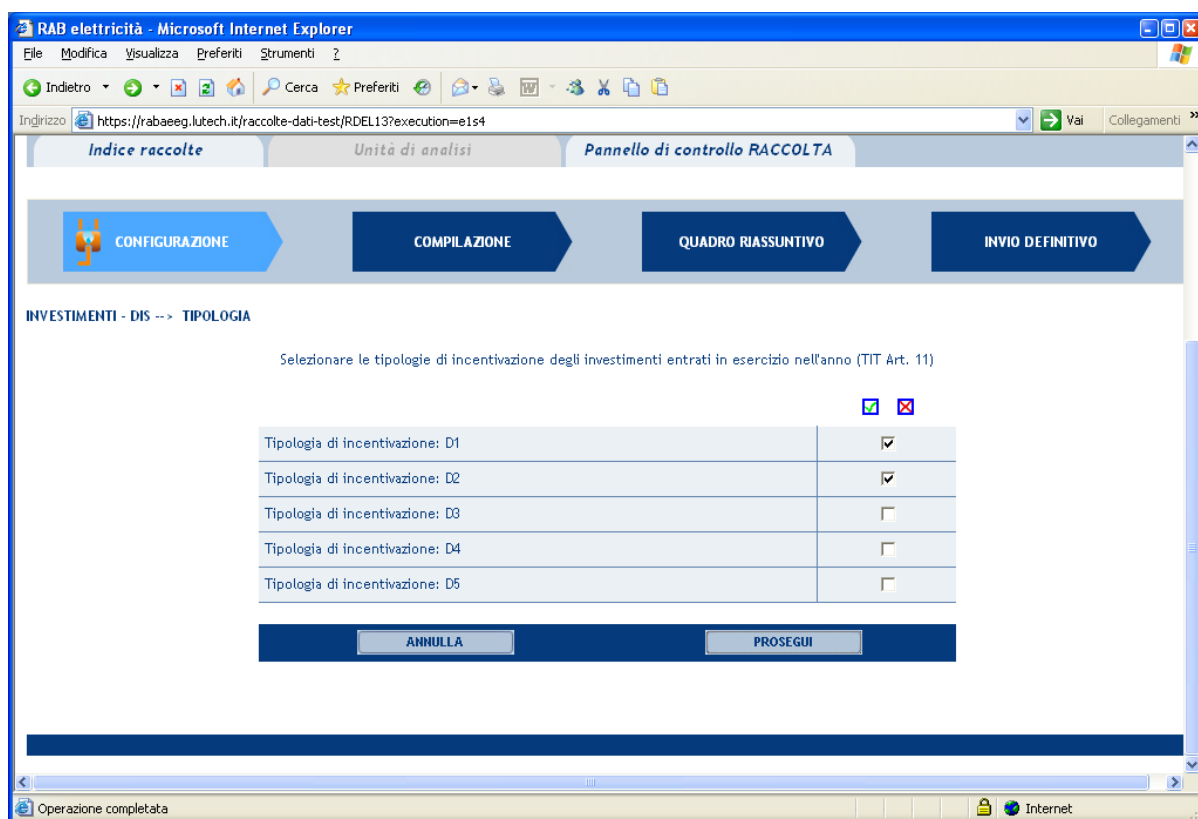 RAB elettricità - Microsoft Internet Explorer
File Modifica Visualizza Preferiti Strumenti ?
Indietro Cerca Preferiti
Indirizzo https://rabaeeg.lutech.it/raccolte-dati-test/RDEL13?execution=e1s4 Vai Collegamenti »
Indice raccolte Unità di analisi Pannello di controllo RACCOLTA
CONFIGURAZIONE COMPILAZIONE QUADRO RIASSUNTIVO INVIO DEFINITIVO
INVESTIMENTI - DIS --> TIPOLOGIA
Selezionare le tipologie di incentivazione degli investimenti entrati in esercizio nell'anno (TIT Art. 11)
Tipologia di incentivazione: D1
Tipologia di incentivazione: D2
Tipologia di incentivazione: D3
Tipologia di incentivazione: D4
Tipologia di incentivazione: D5
ANNULLA PROSEGUI
Operazione completata Internet